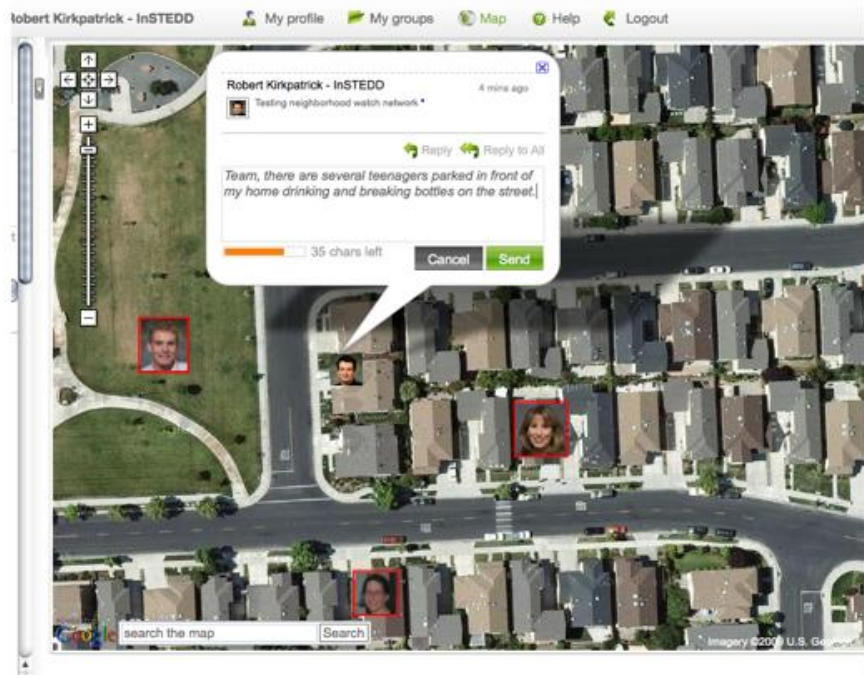 Robert Kirkpatrick - InSTEDD My profile My groups Map Help Logout
Robert Kirkpatrick - InSTEDD 4 mins ago
Testing neighborhood watch network
Reply Reply to All
Team, there are several teenagers parked in front of
my home drinking and breaking bottles on the street.
35 chars left Cancel Send
Google search the map Search
Imagery ©2009 U.S.